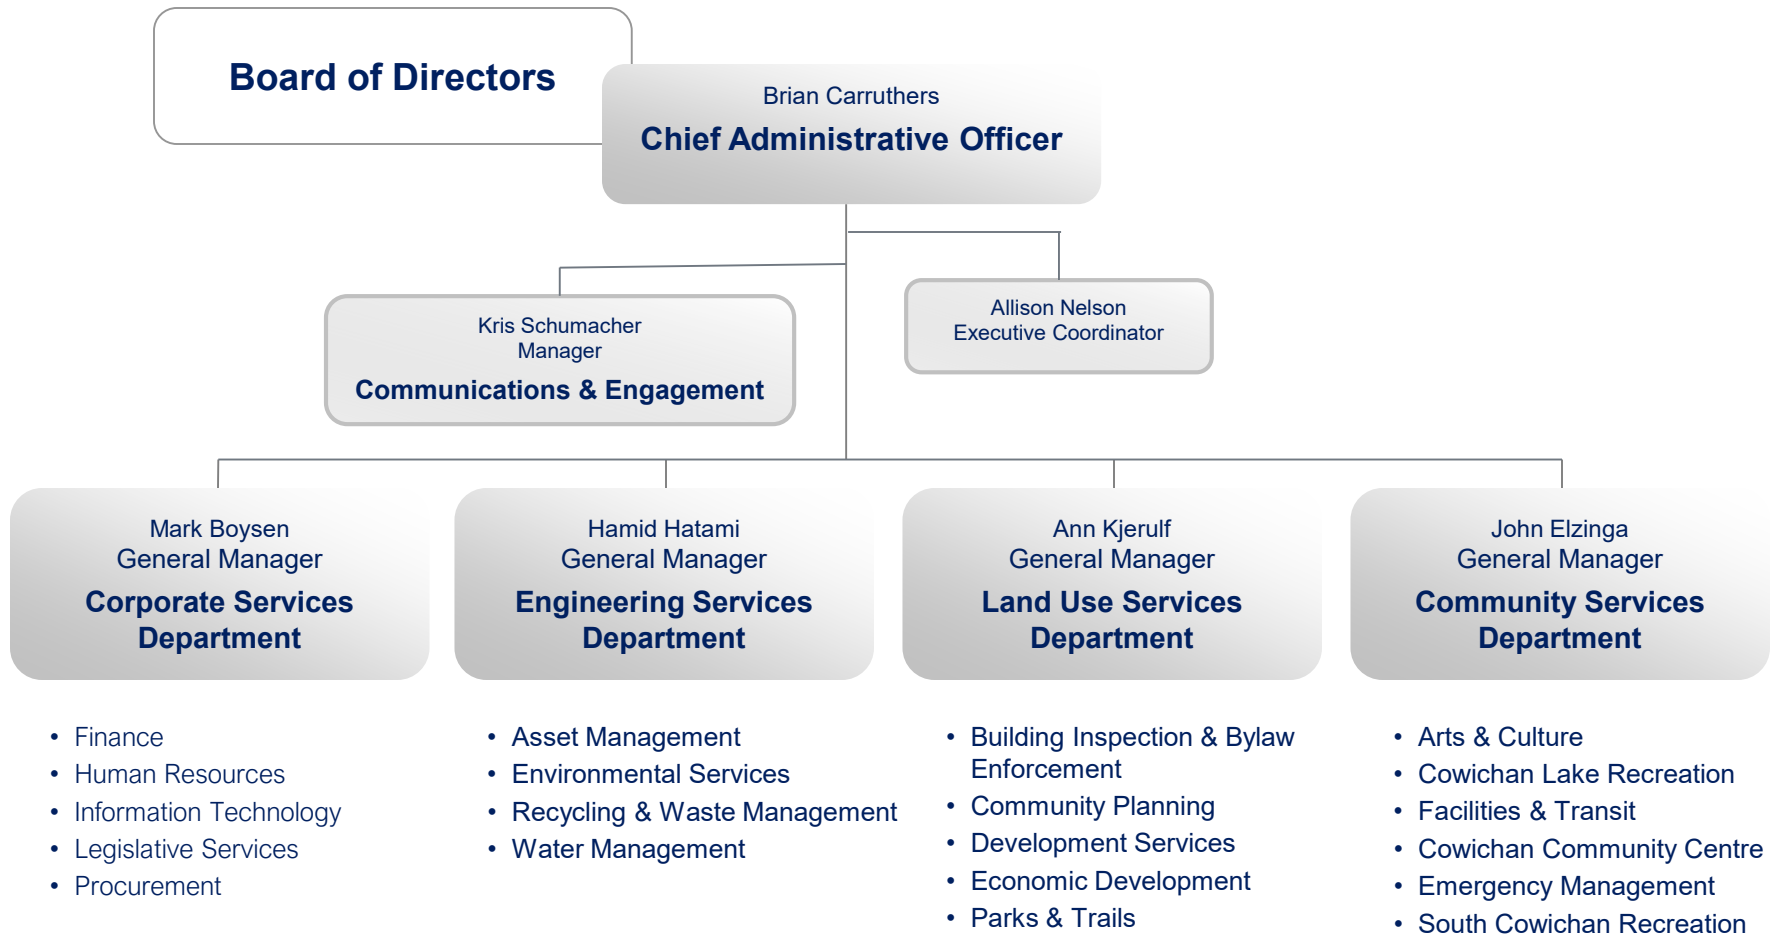 Board of Directors
Brian Carruthers
Chief Administrative Officer
Kris Schumacher
Manager
Communications & Engagement
Allison Nelson
Executive Coordinator
Mark Boysen
General Manager
Corporate Services
Department
Hamid Hatami
General Manager
Engineering Services
Department
Ann Kjerulf
General Manager
Land Use Services
Department
John Elzinga
General Manager
Community Services
Department
• Finance
• Human Resources
• Information Technology
• Legislative Services
• Procurement
• Asset Management
• Environmental Services
• Recycling & Waste Management
• Water Management
• Building Inspection & Bylaw
Enforcement
• Community Planning
• Development Services
• Economic Development
• Parks & Trails
• Arts & Culture
• Cowichan Lake Recreation
• Facilities & Transit
• Cowichan Community Centre
• Emergency Management
• South Cowichan Recreation